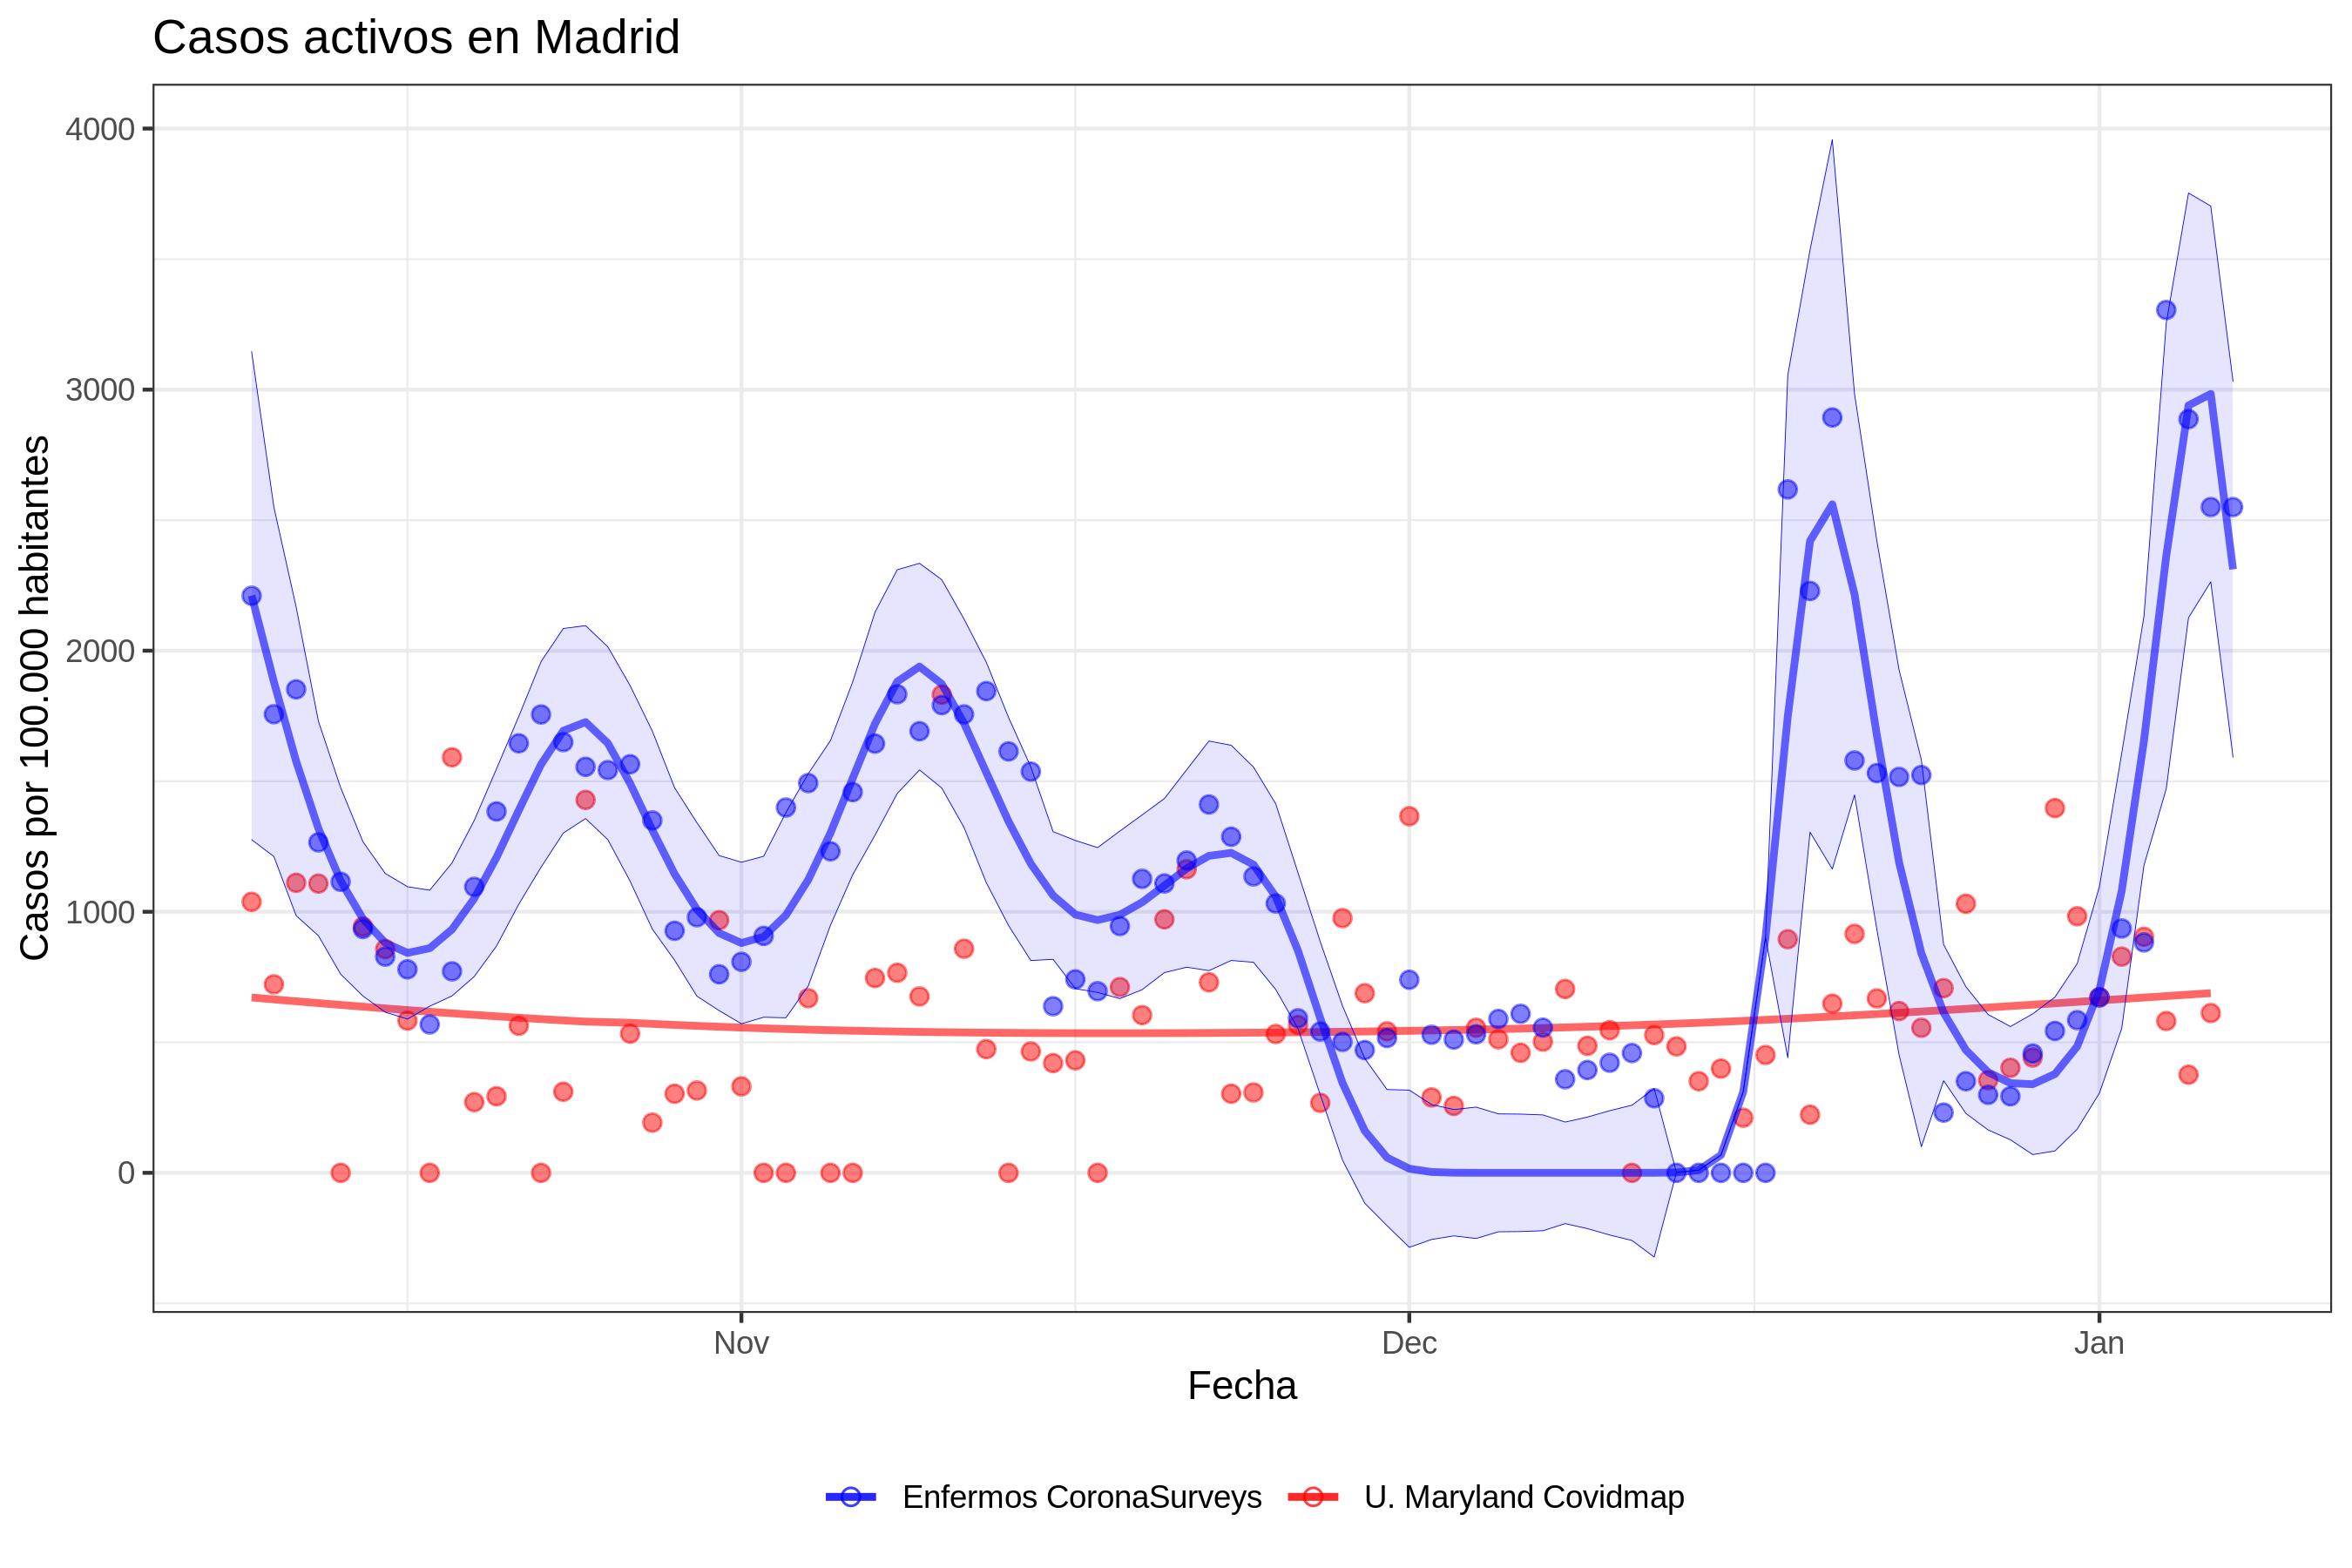 Casos activos en Madrid
Casos por 100.000 habitantes
4000
3000
2000
1000
0
Nov
Dec
Jan
Fecha
Enfermos CoronaSurveys
U. Maryland Covidmap